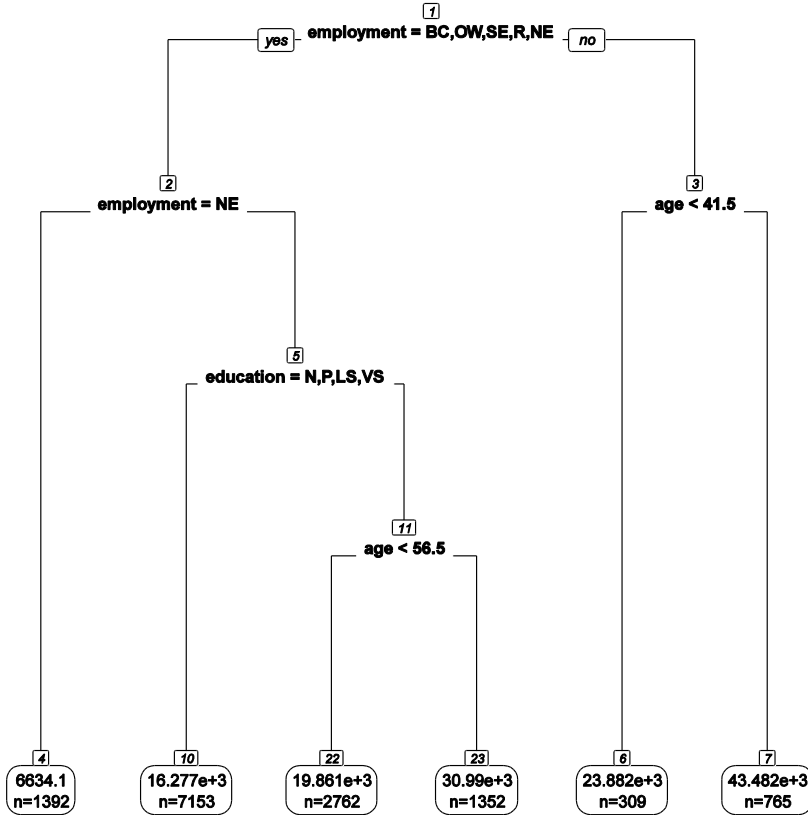 1
employment = BC,OW,SE,R,NE
yes
no
2
employment = NE
3
age < 41.5
5
education = N,P,LS,VS
11
age < 56.5
4
6634.1
n=1392
10
16.277e+3
n=7153
22
19.861e+3
n=2762
23
30.99e+3
n=1352
6
23.882e+3
n=309
7
43.482e+3
n=765